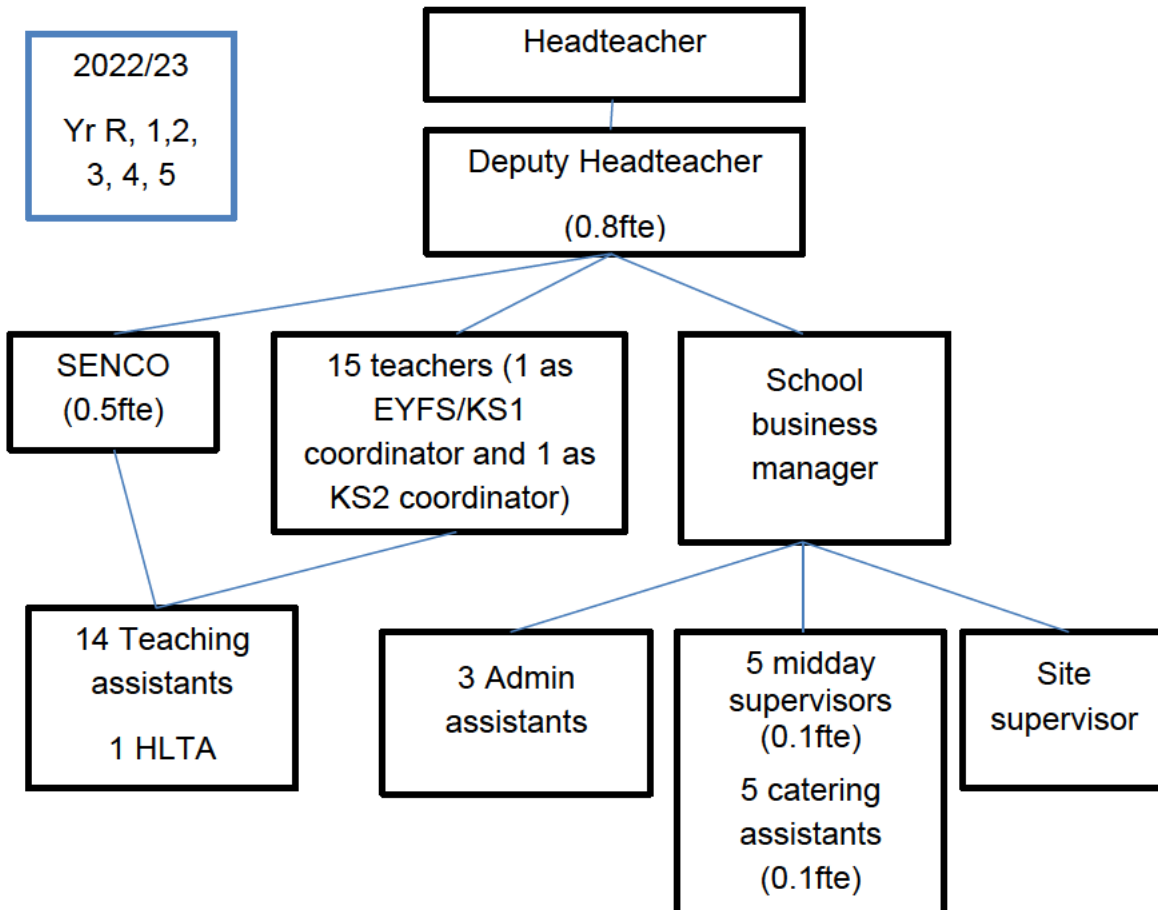 2022/23
Yr R, 1,2,
3, 4, 5
Headteacher
Deputy Headteacher
(0.8fte)
SENCO
(0.5fte)
15 teachers (1 as
EYFS/KS1
coordinator and 1 as
KS2 coordinator)
School
business
manager
14 Teaching
assistants
1 HLTA
3 Admin
assistants
5 midday
supervisors
(0.1fte)
5 catering
assistants
(0.1fte)
Site
supervisor